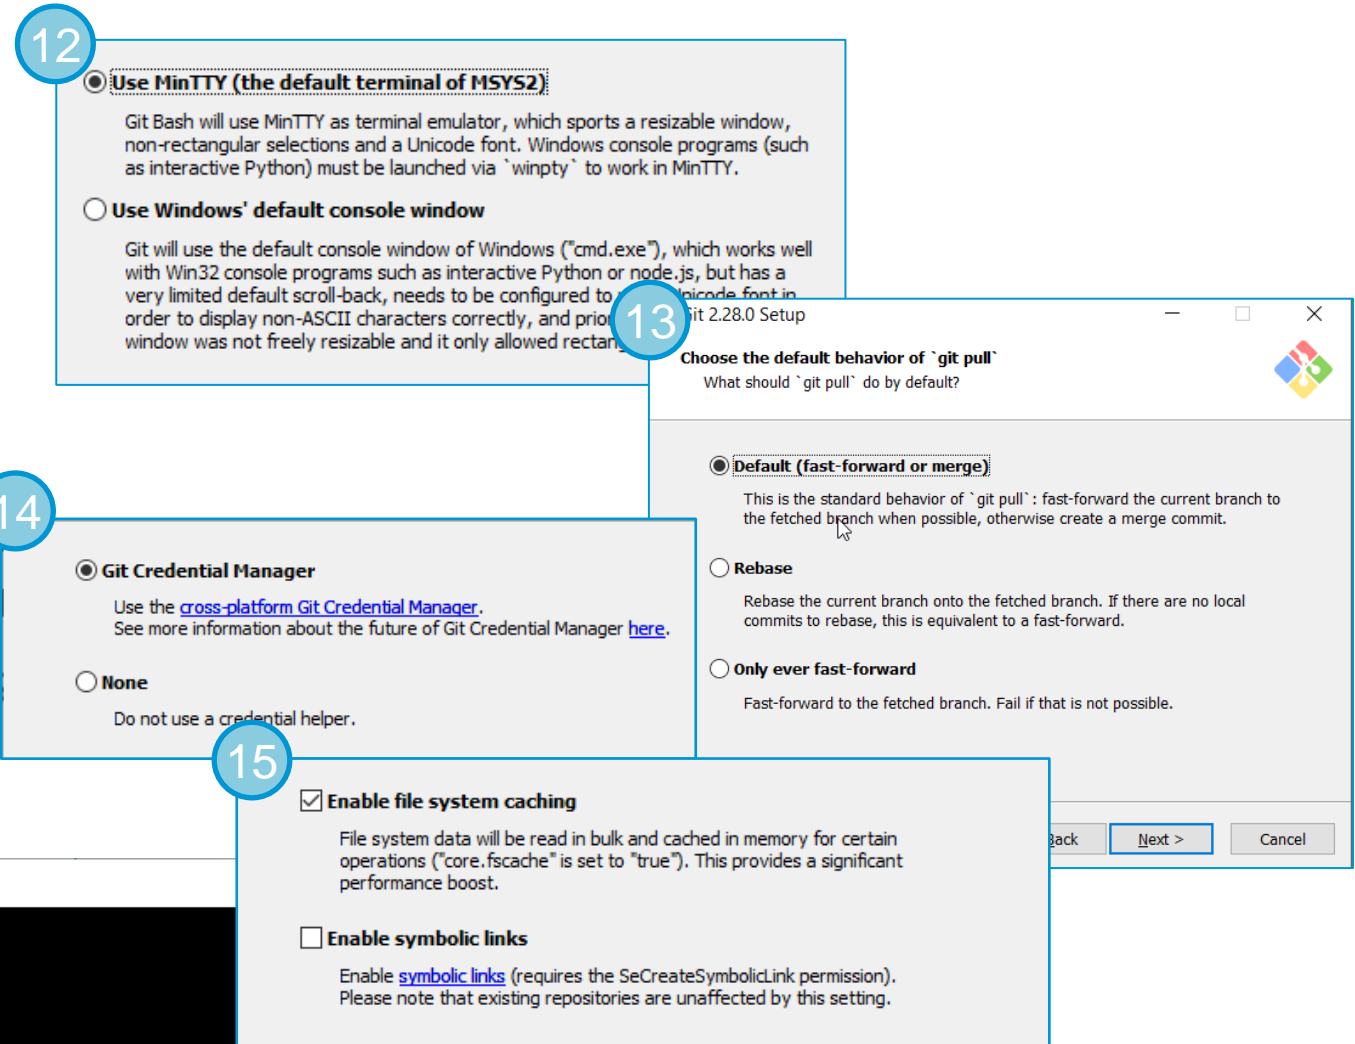 12
Use MinTTY (the default terminal of MSYS2)
Git Bash will use MinTTY as terminal emulator, which sports a resizable window,
non-rectangular selections and a Unicode font. Windows console programs (such
as interactive Python) must be launched via `winpty` to work in MinTTY.
Use Windows' default console window
Git will use the default console window of Windows ("cmd.exe"), which works well
with Win32 console programs such as interactive Python or node.js, but has a
very limited default scroll-back, needs to be configured to
order to display non-ASCII characters correctly, and prio
window was not freely resizable and it only allowed rectan
13
Git 2.28.0 Setup
Choose the default behavior of `git pull`
What should `git pull` do by default?
Default (fast-forward or merge)
This is the standard behavior of `git pull`: fast-forward the current branch to
the fetched branch when possible, otherwise create a merge commit.
Rebase
Rebase the current branch onto the fetched branch. If there are no local
commits to rebase, this is equivalent to a fast-forward.
Only ever fast-forward
Fast-forward to the fetched branch. Fail if that is not possible.
Back
Next >
Cancel
14
Git Credential Manager
Use the cross-platform Git Credential Manager.
See more information about the future of Git Credential Manager here.
None
Do not use a credential helper.
15
Enable file system caching
File system data will be read in bulk and cached in memory for certain
operations ("core.fscache" is set to "true"). This provides a significant
performance boost.
Enable symbolic links
Enable symbolic links (requires the SeCreateSymbolicLink permission).
Please note that existing repositories are unaffected by this setting.